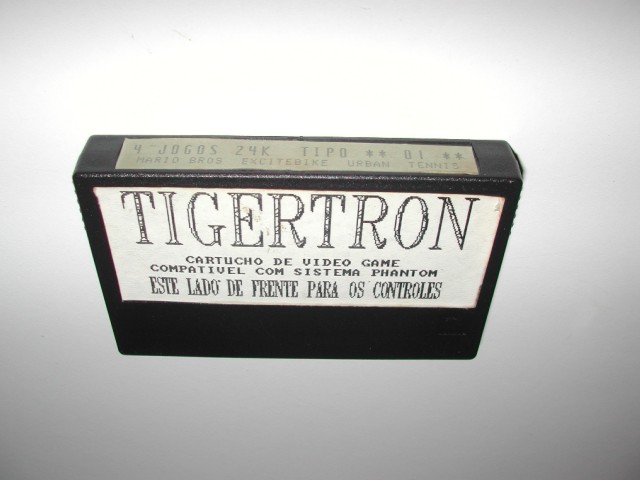 4 JOGOS 24K TIPO ** 01 **
MARIO BROS EXCITEBIKE URBAN TENNIS
TIGERTRON
CARTUCHO DE VIDEO GAME
COMPATIVEL COM SISTEMA PHANTOM
ESTE LADO DE FRENTE PARA OS CONTROLES